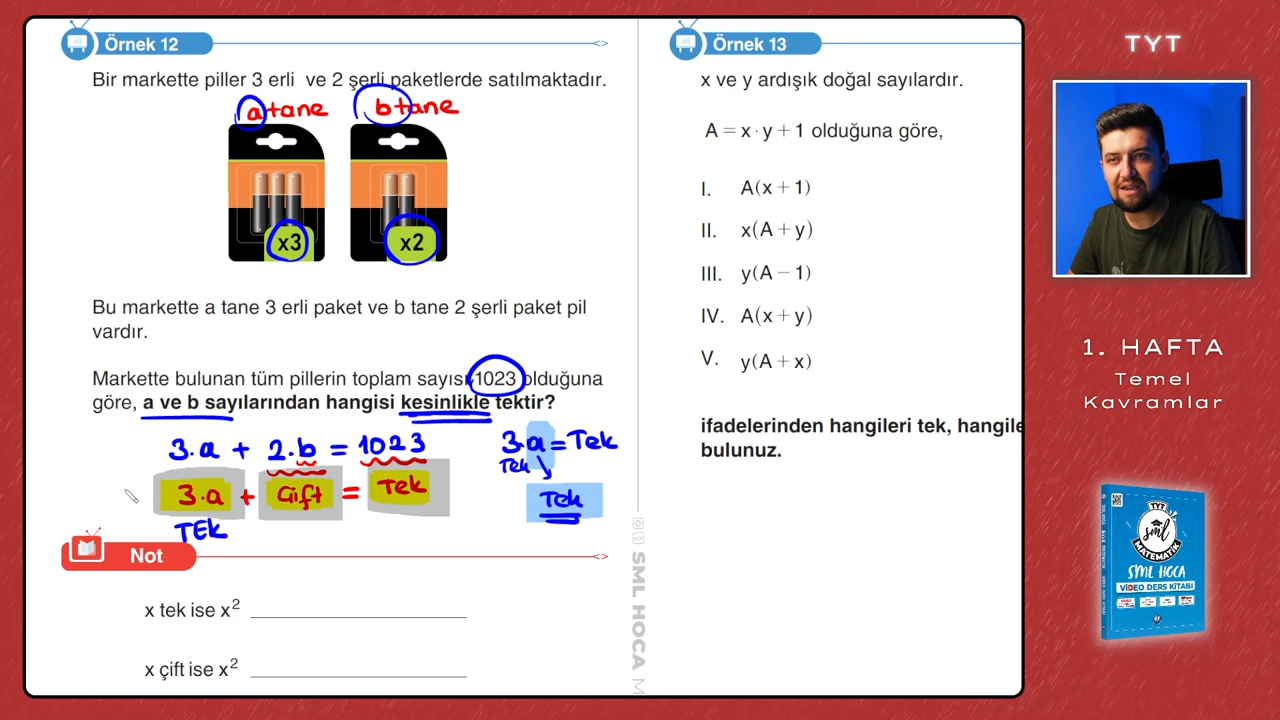 Örnek 12
Bir markette piller 3 erli ve 2 şerli paketlerde satılmaktadır.
a tane
b tane
x3
x2
Bu markette a tane 3 erli paket ve b tane 2 şerli paket pil
vardır.
Markette bulunan tüm pillerin toplam sayısı 1023 olduğuna
göre, a ve b sayılarından hangisi kesinlikle tektir?
3.a + 2.b = 1023
3.a + Çift = Tek
TEK
3.a = Tek
Tek
Tek
Not
x tek ise x²
x çift ise x²
SML HOCA M
Örnek 13
x ve y ardışık doğal sayılardır.
A = x · y + 1 olduğuna göre,
I. A(x + 1)
II. x(A + y)
III. y(A − 1)
IV. A(x + y)
V. y(A + x)
ifadelerinden hangileri tek, hangile
bulunuz.
TYT
1. HAFTA
Temel
Kavramlar
TYT
sml
MATEMATİK
SML HOCA
VİDEO DERS KİTABI